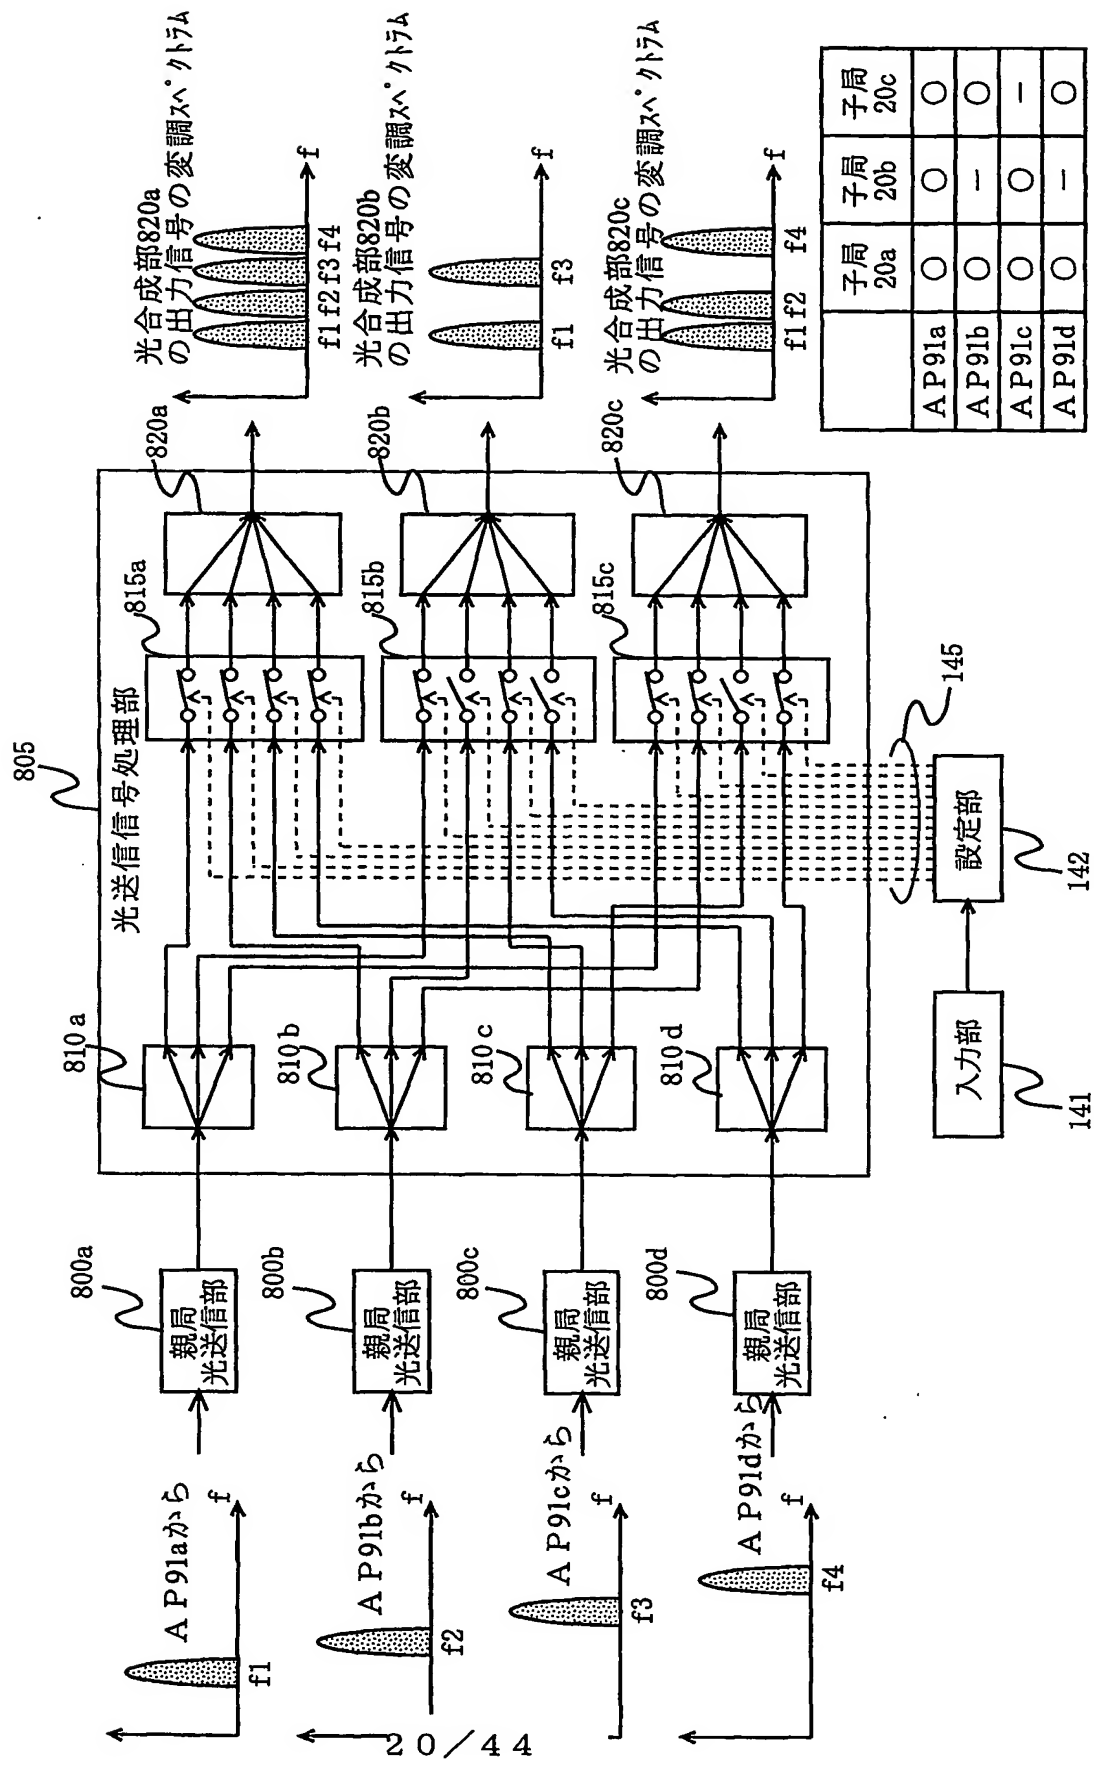 AP91aから
f
f1
AP91bから
f
f2
AP91cから
f
f3
AP91dから
f
f4
800a
親局
光送信部
800b
親局
光送信部
800c
親局
光送信部
800d
親局
光送信部
805
光送信信号処理部
810a
810b
810c
810d
815a
815b
815c
820a
820b
820c
145
設定部
142
入力部
141
光合成部820a
の出力信号の変調スペクトラム
f
f1 f2 f3 f4
光合成部820b
の出力信号の変調スペクトラム
f
f1 f3
光合成部820c
の出力信号の変調スペクトラム
f
f1 f2 f4
子局 子局 子局
20a 20b 20c
AP91a ○ ○ ○
AP91b ○ − ○
AP91c ○ ○ −
AP91d ○ − ○
20/44